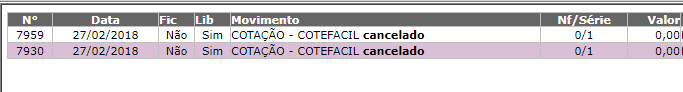 Nº Data Fic Lib Movimento Nf/Série Valor
7959 27/02/2018 Não Sim COTAÇÃO - COTEFACIL cancelado 0/1 0,00
7930 27/02/2018 Não Sim COTAÇÃO - COTEFACIL cancelado 0/1 0,00